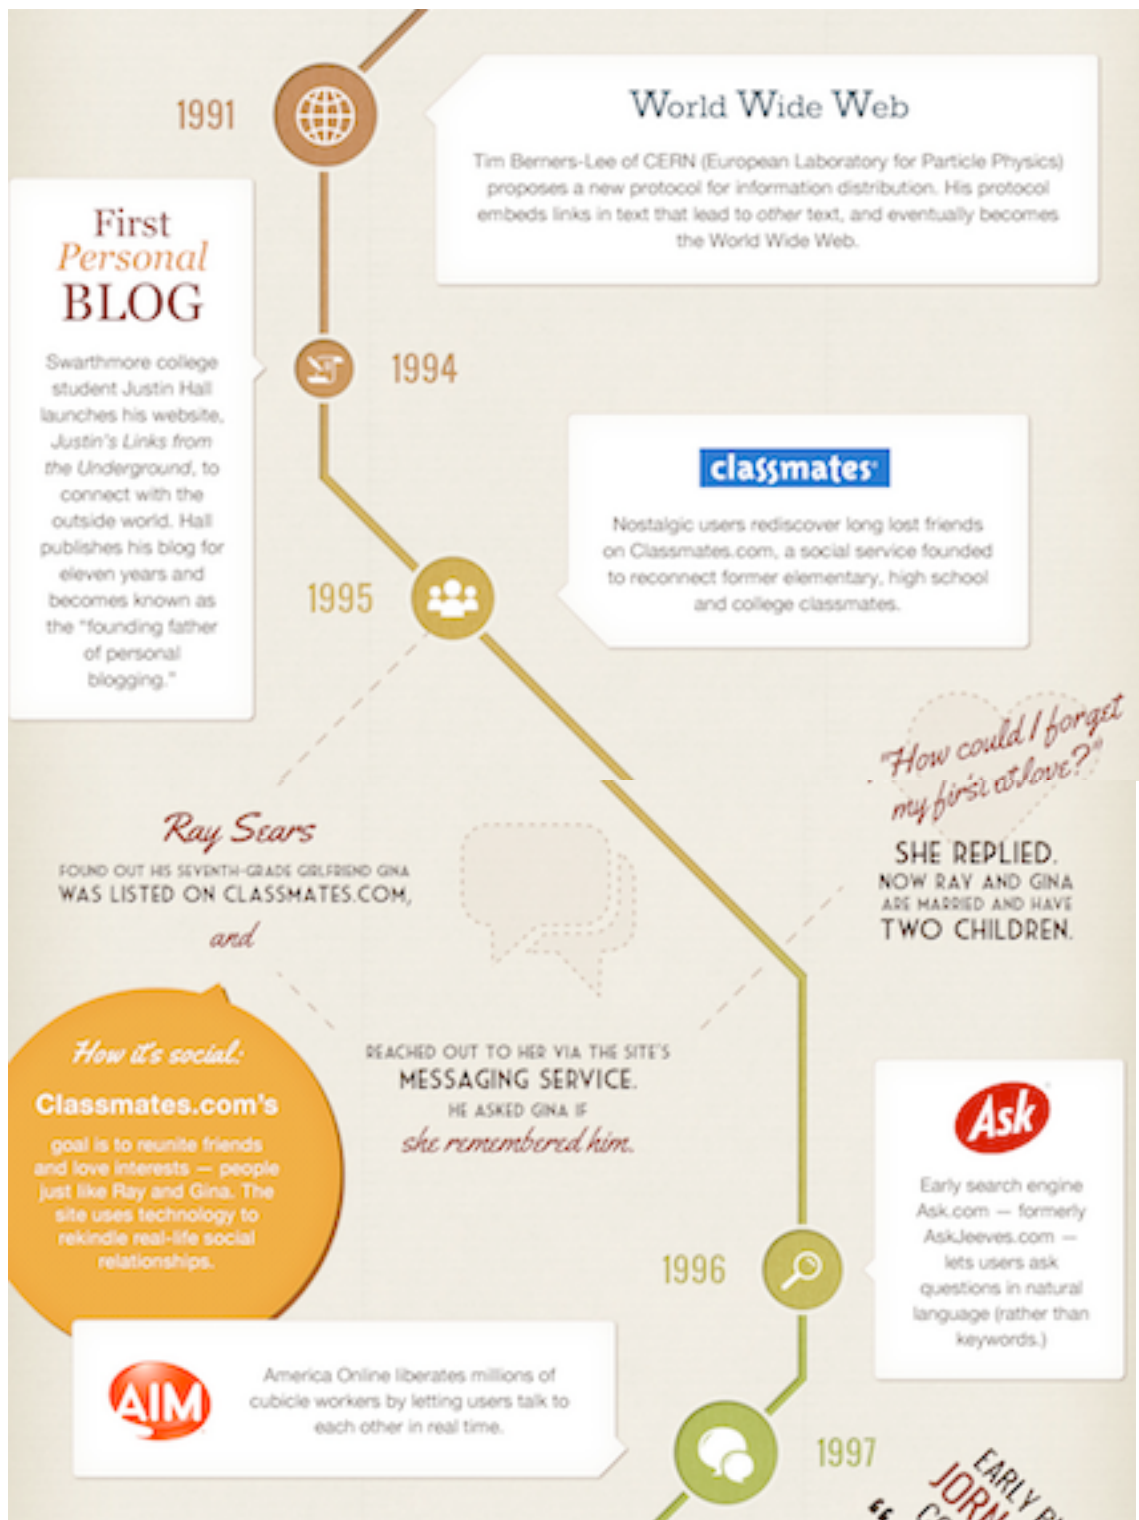 1991
World Wide Web
Tim Berners-Lee of CERN (European Laboratory for Particle Physics)
proposes a new protocol for information distribution. His protocol
embeds links in text that lead to other text, and eventually becomes
the World Wide Web.
First
Personal
BLOG
Swarthmore college
student Justin Hall
launches his website,
Justin's Links from
the Underground, to
connect with the
outside world. Hall
publishes his blog for
eleven years and
becomes known as
the "founding father
of personal
blogging."
1994
classmates
Nostalgic users rediscover long lost friends
on Classmates.com, a social service founded
to reconnect former elementary, high school
and college classmates.
1995
Ray Sears
FOUND OUT HIS SEVENTH-GRADE GIRLFRIEND GINA
WAS LISTED ON CLASSMATES.COM,
and
REACHED OUT TO HER VIA THE SITE'S
MESSAGING SERVICE.
HE ASKED GINA IF
she remembered him.
"How could I forget
my first love?"
SHE REPLIED.
NOW RAY AND GINA
ARE MARRIED AND HAVE
TWO CHILDREN.
How it's social:
Classmates.com's
goal is to reunite friends
and love interests — people
just like Ray and Gina. The
site uses technology to
rekindle real-life social
relationships.
1996
Ask
Early search engine
Ask.com — formerly
AskJeeves.com —
lets users ask
questions in natural
language (rather than
keywords.)
AIM
America Online liberates millions of
cubicle workers by letting users talk to
each other in real time.
1997
EARLY